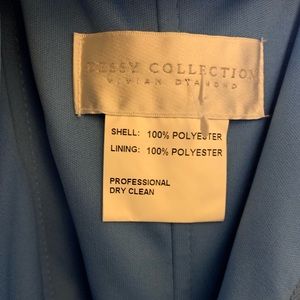 DESSY COLLECTION
VIVIAN DIAMOND
SHELL: 100% POLYESTER
LINING: 100% POLYESTER
PROFESSIONAL
DRY CLEAN